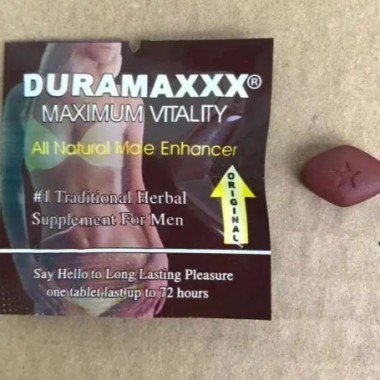 DURAMAXXX®
MAXIMUM VITALITY
All Natural Male Enhancer
#1 Traditional Herbal
Supplement For Men
ORIGINAL
Say Hello to Long Lasting Pleasure
one tablet last up to 72 hours